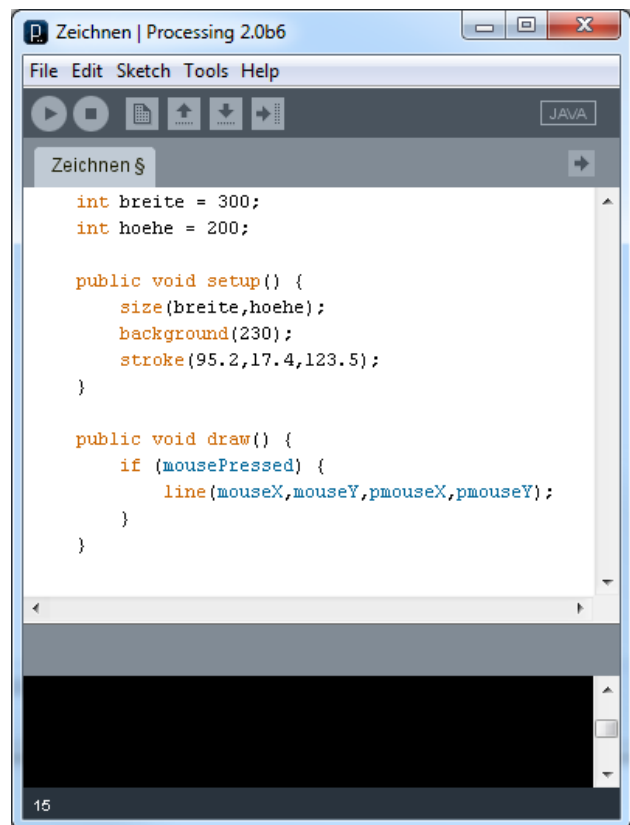 Zeichnen | Processing 2.0b6
File Edit Sketch Tools Help
JAVA
Zeichnen §
int breite = 300;
int hoehe = 200;
public void setup() {
size(breite,hoehe);
background(230);
stroke(95.2,17.4,123.5);
}
public void draw() {
if (mousePressed) {
line(mouseX,mouseY,pmouseX,pmouseY);
}
}
15